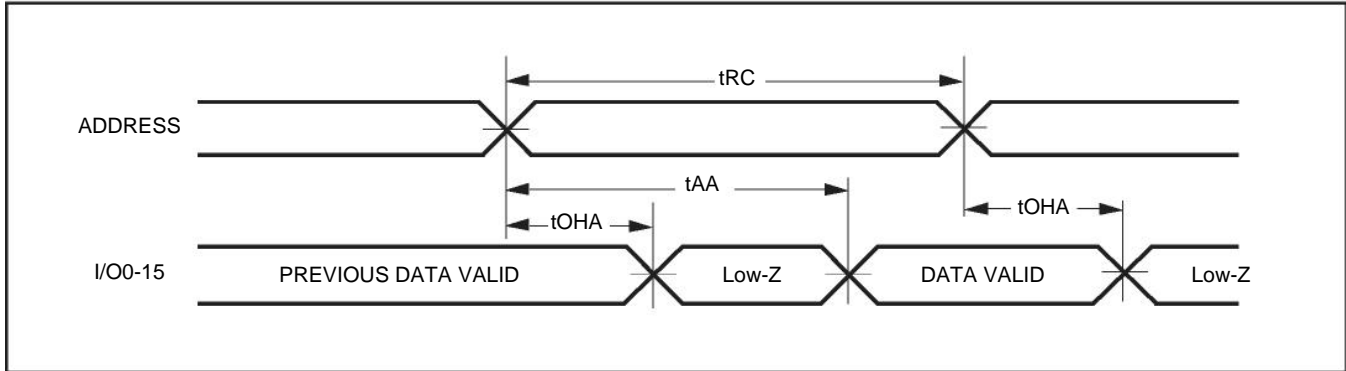 tRC
ADDRESS
tAA
tOHA
tOHA
I/O0-15
PREVIOUS DATA VALID
Low-Z
DATA VALID
Low-Z